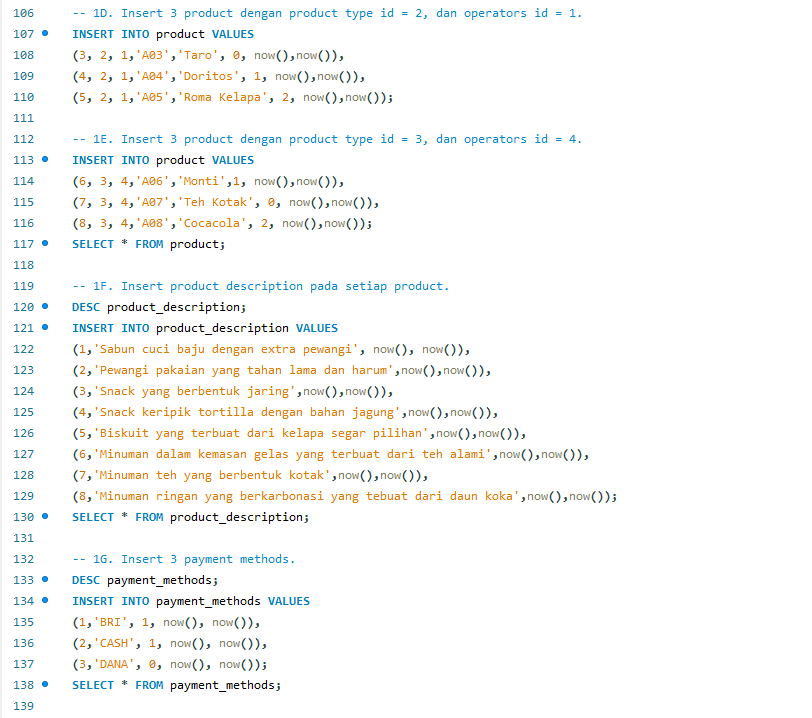 106 -- 1D. Insert 3 product dengan product type id = 2, dan operators id = 1.
107 INSERT INTO product VALUES
108 (3, 2, 1,'A03','Taro', 0, now(),now()),
109 (4, 2, 1,'A04','Doritos', 1, now(),now()),
110 (5, 2, 1,'A05','Roma Kelapa', 2, now(),now());
111
112 -- 1E. Insert 3 product dengan product type id = 3, dan operators id = 4.
113 INSERT INTO product VALUES
114 (6, 3, 4,'A06','Monti',1, now(),now()),
115 (7, 3, 4,'A07','Teh Kotak', 0, now(),now()),
116 (8, 3, 4,'A08','Cocacola', 2, now(),now());
117 SELECT * FROM product;
118
119 -- 1F. Insert product description pada setiap product.
120 DESC product_description;
121 INSERT INTO product_description VALUES
122 (1,'Sabun cuci baju dengan extra pewangi', now(), now()),
123 (2,'Pewangi pakaian yang tahan lama dan harum',now(),now()),
124 (3,'Snack yang berbentuk jaring',now(),now()),
125 (4,'Snack keripik tortilla dengan bahan jagung',now(),now()),
126 (5,'Biskuit yang terbuat dari kelapa segar pilihan',now(),now()),
127 (6,'Minuman dalam kemasan gelas yang terbuat dari teh alami',now(),now()),
128 (7,'Minuman teh yang berbentuk kotak',now(),now()),
129 (8,'Minuman ringan yang berkarbonasi yang tebuat dari daun koka',now(),now());
130 SELECT * FROM product_description;
131
132 -- 1G. Insert 3 payment methods.
133 DESC payment_methods;
134 INSERT INTO payment_methods VALUES
135 (1,'BRI', 1, now(), now()),
136 (2,'CASH', 1, now(), now()),
137 (3,'DANA', 0, now(), now());
138 SELECT * FROM payment_methods;
139